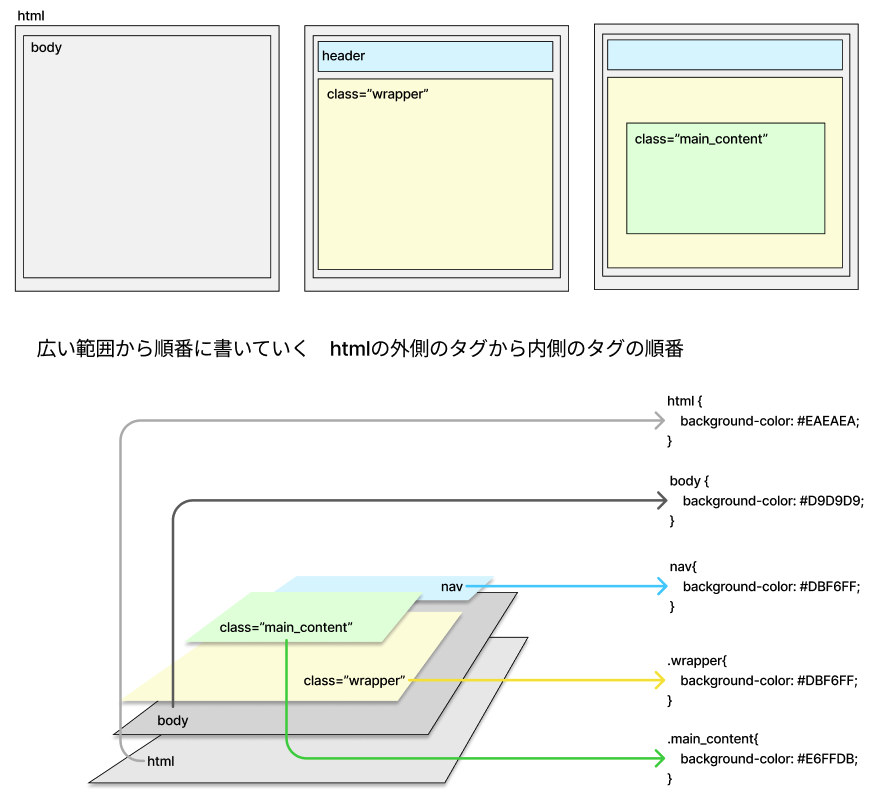 html
body
header
class=”wrapper”
class=”main_content”
広い範囲から順番に書いていく　htmlの外側のタグから内側のタグの順番
html {
background-color: #EAEAEA;
}
body {
background-color: #D9D9D9;
}
nav{
background-color: #DBF6FF;
}
.wrapper{
background-color: #DBF6FF;
}
.main_content{
background-color: #E6FFDB;
}
nav
class=”main_content”
class=”wrapper”
body
html